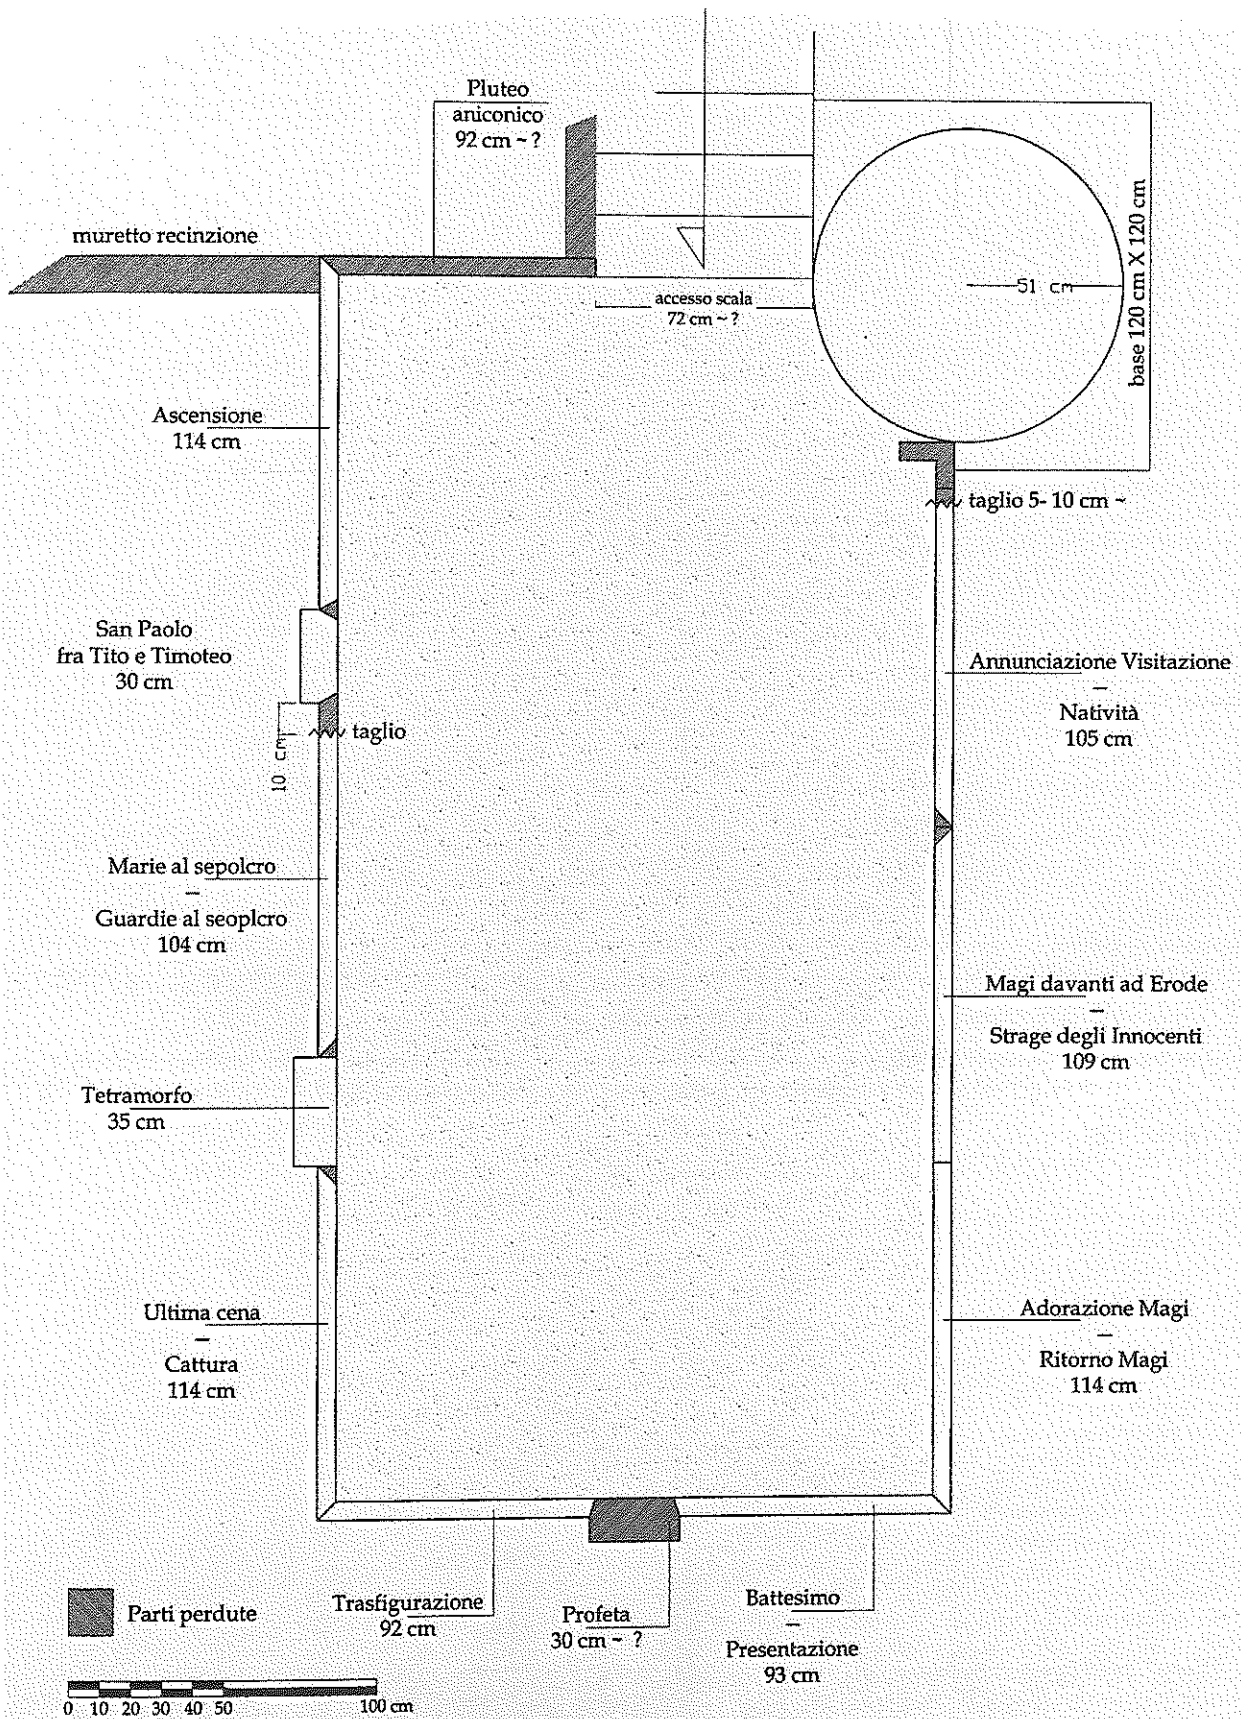 Pluteo
aniconico
92 cm ~ ?
muretto recinzione
accesso scala
72 cm ~ ?
51 cm
base 120 cm X 120 cm
Ascensione
114 cm
taglio 5- 10 cm ~
San Paolo
fra Tito e Timoteo
30 cm
Annunciazione Visitazione
–
Natività
105 cm
taglio
10 cm
Marie al sepolcro
–
Guardie al seoplcro
104 cm
Magi davanti ad Erode
–
Strage degli Innocenti
109 cm
Tetramorfo
35 cm
Ultima cena
–
Cattura
114 cm
Adorazione Magi
–
Ritorno Magi
114 cm
Parti perdute
Trasfigurazione
92 cm
Profeta
30 cm ~ ?
Battesimo
–
Presentazione
93 cm
0 10 20 30 40 50 100 cm